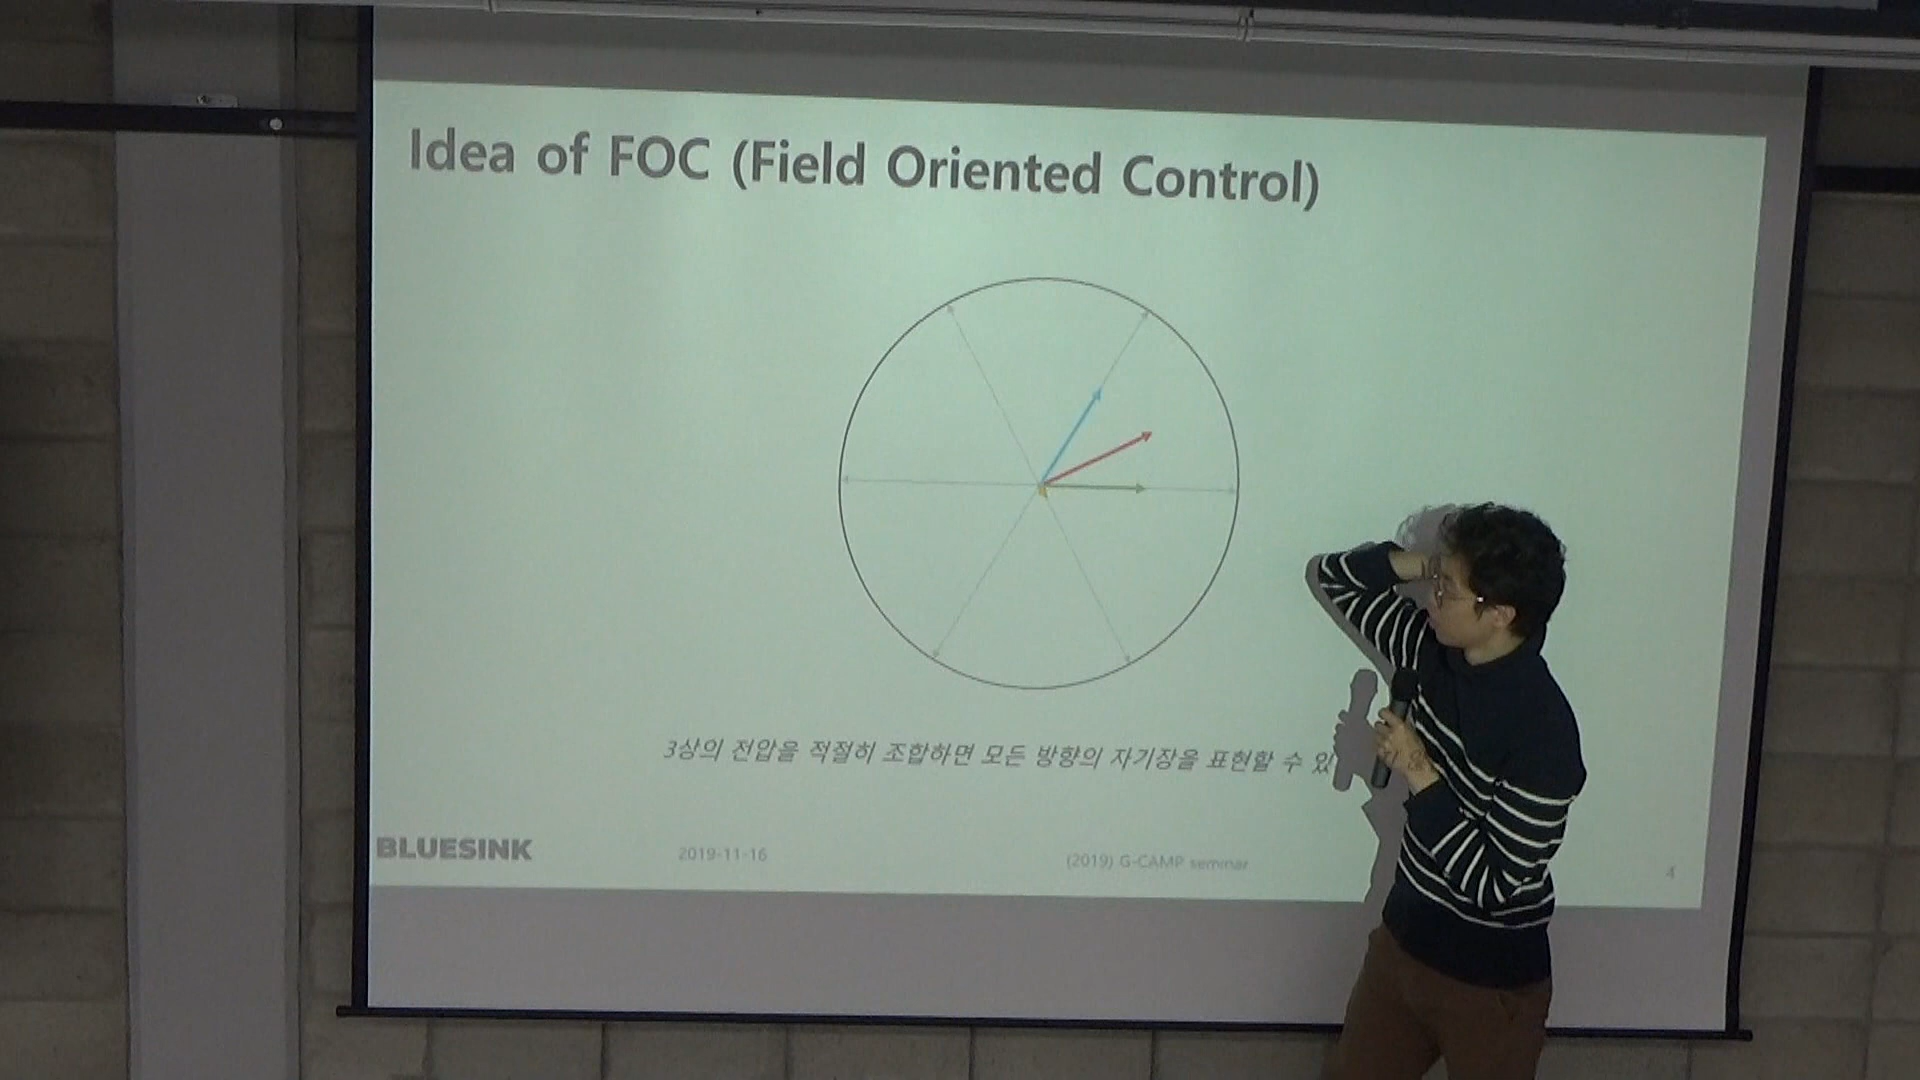 Idea of FOC (Field Oriented Control)
3상의 전압을 적절히 조합하면 모든 방향의 자기장을 표현할 수
BLUESINK
2019-11-16
(2019) G-CAMP seminar
4